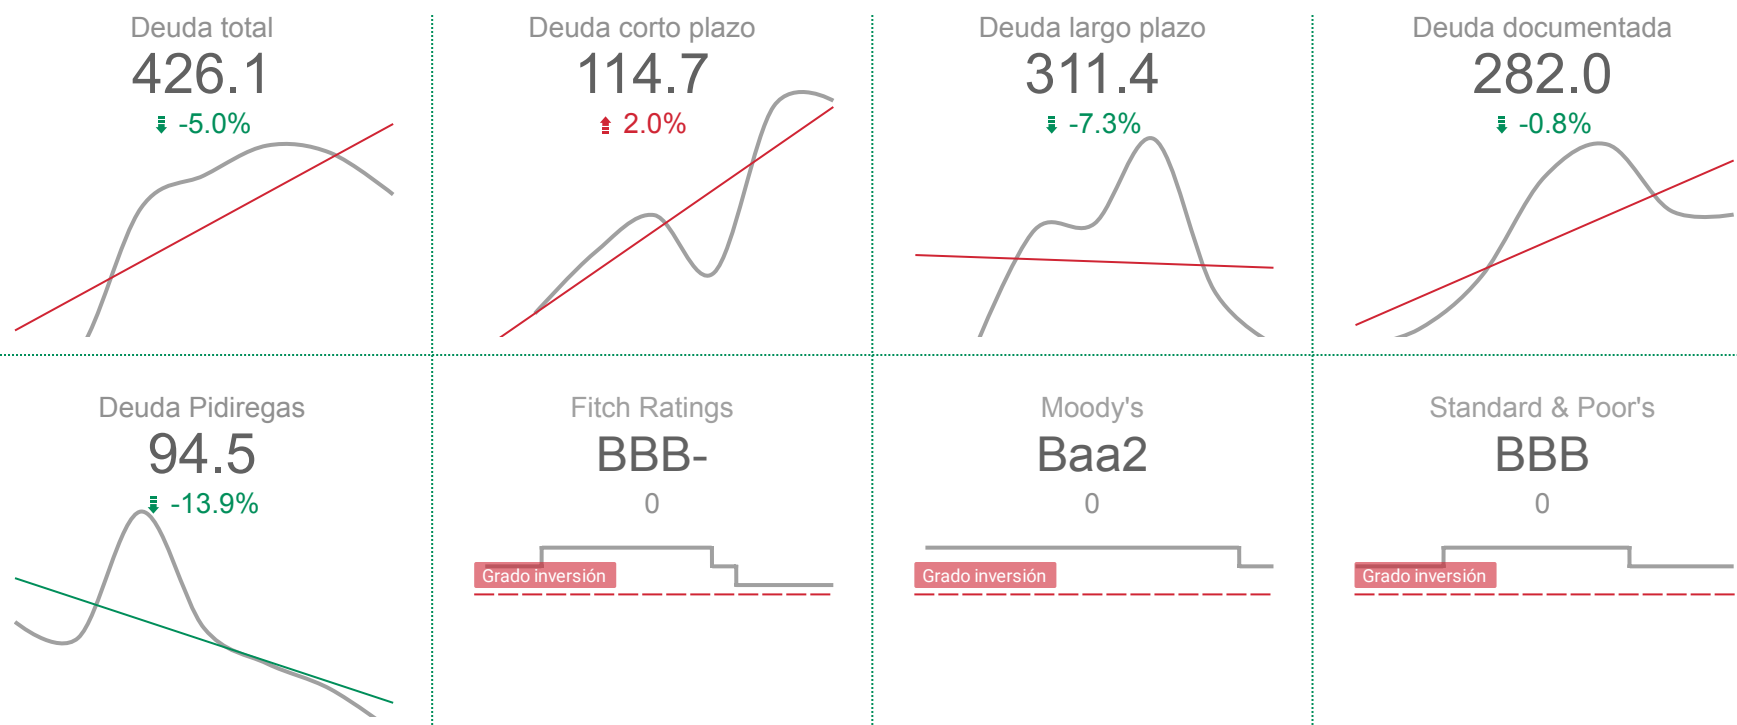 Deuda total
426.1
-5.0%
Deuda corto plazo
114.7
2.0%
Deuda largo plazo
311.4
-7.3%
Deuda documentada
282.0
-0.8%
Deuda Pidiregas
94.5
-13.9%
Fitch Ratings
BBB-
0
Grado inversión
Moody's
Baa2
0
Grado inversión
Standard & Poor's
BBB
0
Grado inversión